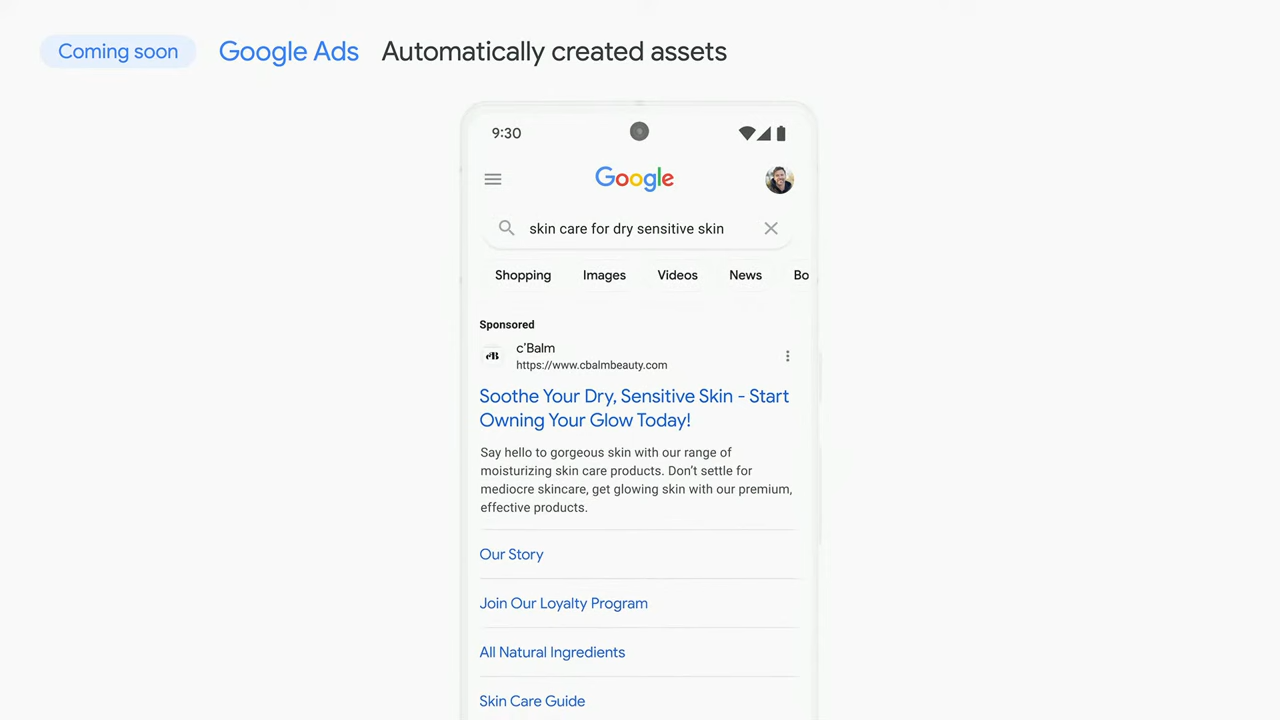 Coming soon Google Ads Automatically created assets
9:30
Google
skin care for dry sensitive skin
Shopping Images Videos News Bo
Sponsored
c'Balm
c'B
https://www.cbalmbeauty.com
Soothe Your Dry, Sensitive Skin - Start
Owning Your Glow Today!
Say hello to gorgeous skin with our range of
moisturizing skin care products. Don't settle for
mediocre skincare, get glowing skin with our premium,
effective products.
Our Story
Join Our Loyalty Program
All Natural Ingredients
Skin Care Guide